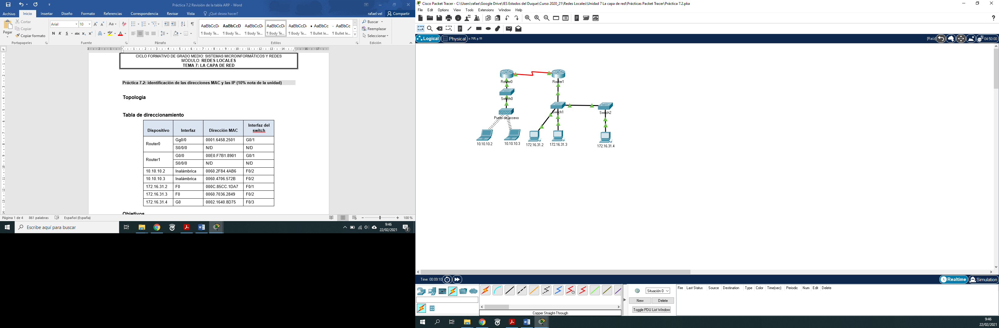 Práctica 7.2 Revisión de la tabla ARP - Word
Archivo Inicio Insertar Diseño Formato Referencias Correspondencia Revisar Vista ¿Qué desea hacer? rafael vel Compartir
Pegar
Cortar
Copiar
Copiar formato
Arial 10
N K S abc x₂ x²
AaBbCcDc AaBbCcD AaBbCcDc AaBbCcDc AaBbCcDc • AaBbCc - AaBbCc
¶ Body Te... ¶ Body Te... ¶ Body Te... ¶ Body Te... ¶ Body Te... ¶ Bullet le... ¶ Bullet le...
Buscar
Reemplazar
Seleccionar
Portapapeles Fuente Párrafo Estilos Edición
CICLO FORMATIVO DE GRADO MEDIO: SISTEMAS MICROINFORMÁTICOS Y REDES
MÓDULO: REDES LOCALES
TEMA 7: LA CAPA DE RED
Práctica 7.2: identificación de las direcciones MAC y las IP (10% nota de la unidad)
Topología
Tabla de direccionamiento
Dispositivo Interfaz Dirección MAC Interfaz del switch
Router0 Gg0/0 0001.6458.2501 G0/1
S0/0/0 N/D N/D
Router1 G0/0 00E0.F7B1.8901 G0/1
S0/0/0 N/D N/D
10.10.10.2 Inalámbrica 0060.2F84.4AB6 F0/2
10.10.10.3 Inalámbrica 0060.4706.572B F0/2
172.16.31.2 F0 000C.85CC.1DA7 F0/1
172.16.31.3 F0 0060.7036.2849 F0/2
172.16.31.4 G0 0002.1640.8D75 F0/3
Objetivos
Página 1 de 4 861 palabras Español (España) 100 %
Escribe aquí para buscar
9:46
22/02/2021
2
Cisco Packet Tracer - C:\Users\rafae\Google Drive\IES Estados del Duque\Curso 2020_21\Redes Locales\Unidad 7 La capa de red\Prácticas Packet Tracer\Práctica 7.2.pka
File Edit Options View Tools Extensions Window Help
Logical Physical x: 705, y: 111 [Raíz] 04:50:00
Router0 Router1
Switch0
Switch1 Switch2
Punto de acceso
10.10.10.2 10.10.10.3 172.16.31.2 172.16.31.3 172.16.31.4
Time: 00:09:10 Realtime Simulation
Situación 0
New Delete
Toggle PDU List Window
Fire Last Status Source Destination Type Color Time(sec) Periodic Num Edit Delete
Copper Straight-Through
9:46
22/02/2021